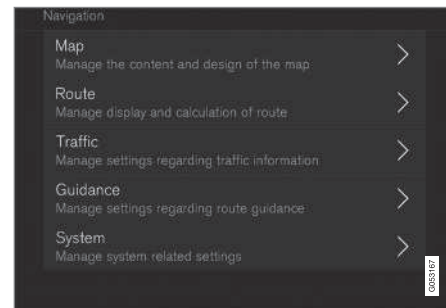 Navigation
Map
Manage the content and design of the map
Route
Manage display and calculation of route
Traffic
Manage settings regarding traffic information
Guidance
Manage settings regarding route guidance
System
Manage system related settings
G053167